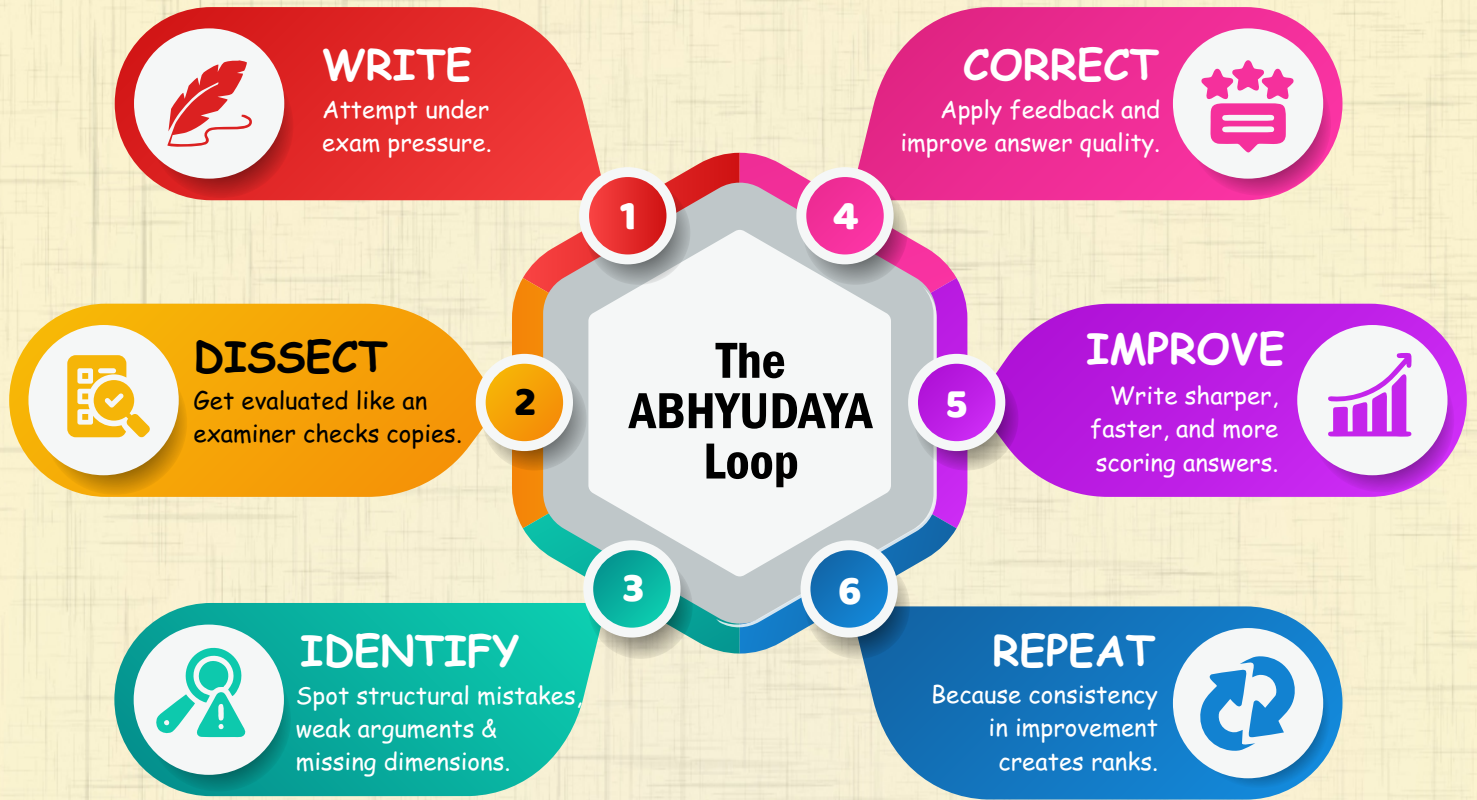 WRITE
Attempt under
exam pressure.
1
DISSECT
Get evaluated like an
examiner checks copies.
2
IDENTIFY
Spot structural mistakes,
weak arguments &
missing dimensions.
3
The
ABHYUDAYA
Loop
CORRECT
Apply feedback and
improve answer quality.
4
IMPROVE
Write sharper,
faster, and more
scoring answers.
5
REPEAT
Because consistency
in improvement
creates ranks.
6